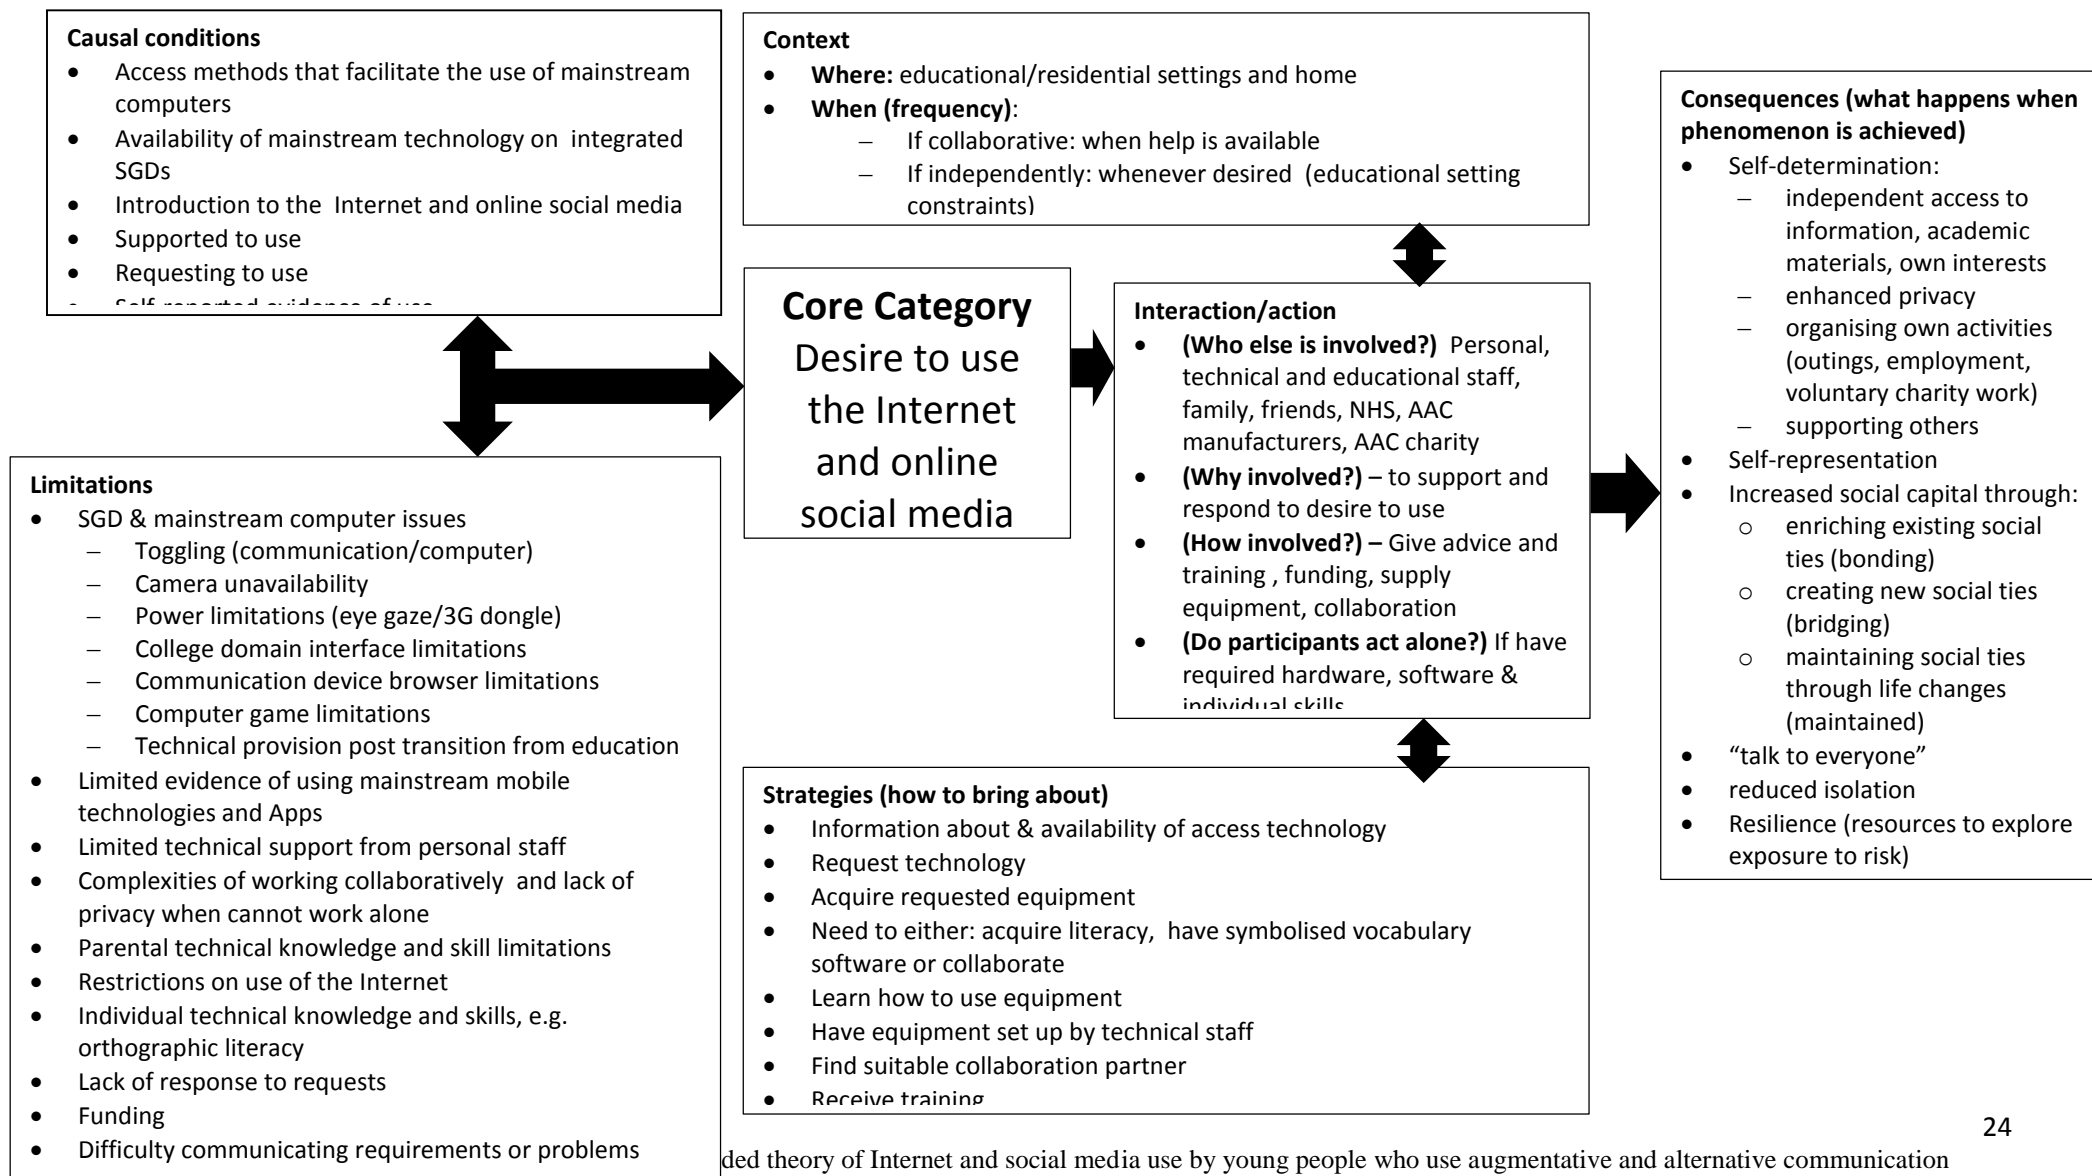 Causal conditions
• Access methods that facilitate the use of mainstream
computers
• Availability of mainstream technology on integrated
SGDs
• Introduction to the Internet and online social media
• Supported to use
• Requesting to use
• Self-reported evidence of use
Context
• Where: educational/residential settings and home
• When (frequency):
– If collaborative: when help is available
– If independently: whenever desired (educational setting
constraints)
Core Category
Desire to use
the Internet
and online
social media
Interaction/action
• (Who else is involved?) Personal,
technical and educational staff,
family, friends, NHS, AAC
manufacturers, AAC charity
• (Why involved?) – to support and
respond to desire to use
• (How involved?) – Give advice and
training , funding, supply
equipment, collaboration
• (Do participants act alone?) If have
required hardware, software &
individual skills
Consequences (what happens when
phenomenon is achieved)
• Self-determination:
– independent access to
information, academic
materials, own interests
– enhanced privacy
– organising own activities
(outings, employment,
voluntary charity work)
– supporting others
• Self-representation
• Increased social capital through:
o enriching existing social
ties (bonding)
o creating new social ties
(bridging)
o maintaining social ties
through life changes
(maintained)
• “talk to everyone”
• reduced isolation
• Resilience (resources to explore
exposure to risk)
Limitations
• SGD & mainstream computer issues
– Toggling (communication/computer)
– Camera unavailability
– Power limitations (eye gaze/3G dongle)
– College domain interface limitations
– Communication device browser limitations
– Computer game limitations
– Technical provision post transition from education
• Limited evidence of using mainstream mobile
technologies and Apps
• Limited technical support from personal staff
• Complexities of working collaboratively and lack of
privacy when cannot work alone
• Parental technical knowledge and skill limitations
• Restrictions on use of the Internet
• Individual technical knowledge and skills, e.g.
orthographic literacy
• Lack of response to requests
• Funding
• Difficulty communicating requirements or problems
Strategies (how to bring about)
• Information about & availability of access technology
• Request technology
• Acquire requested equipment
• Need to either: acquire literacy, have symbolised vocabulary
software or collaborate
• Learn how to use equipment
• Have equipment set up by technical staff
• Find suitable collaboration partner
• Receive training
24
ded theory of Internet and social media use by young people who use augmentative and alternative communication